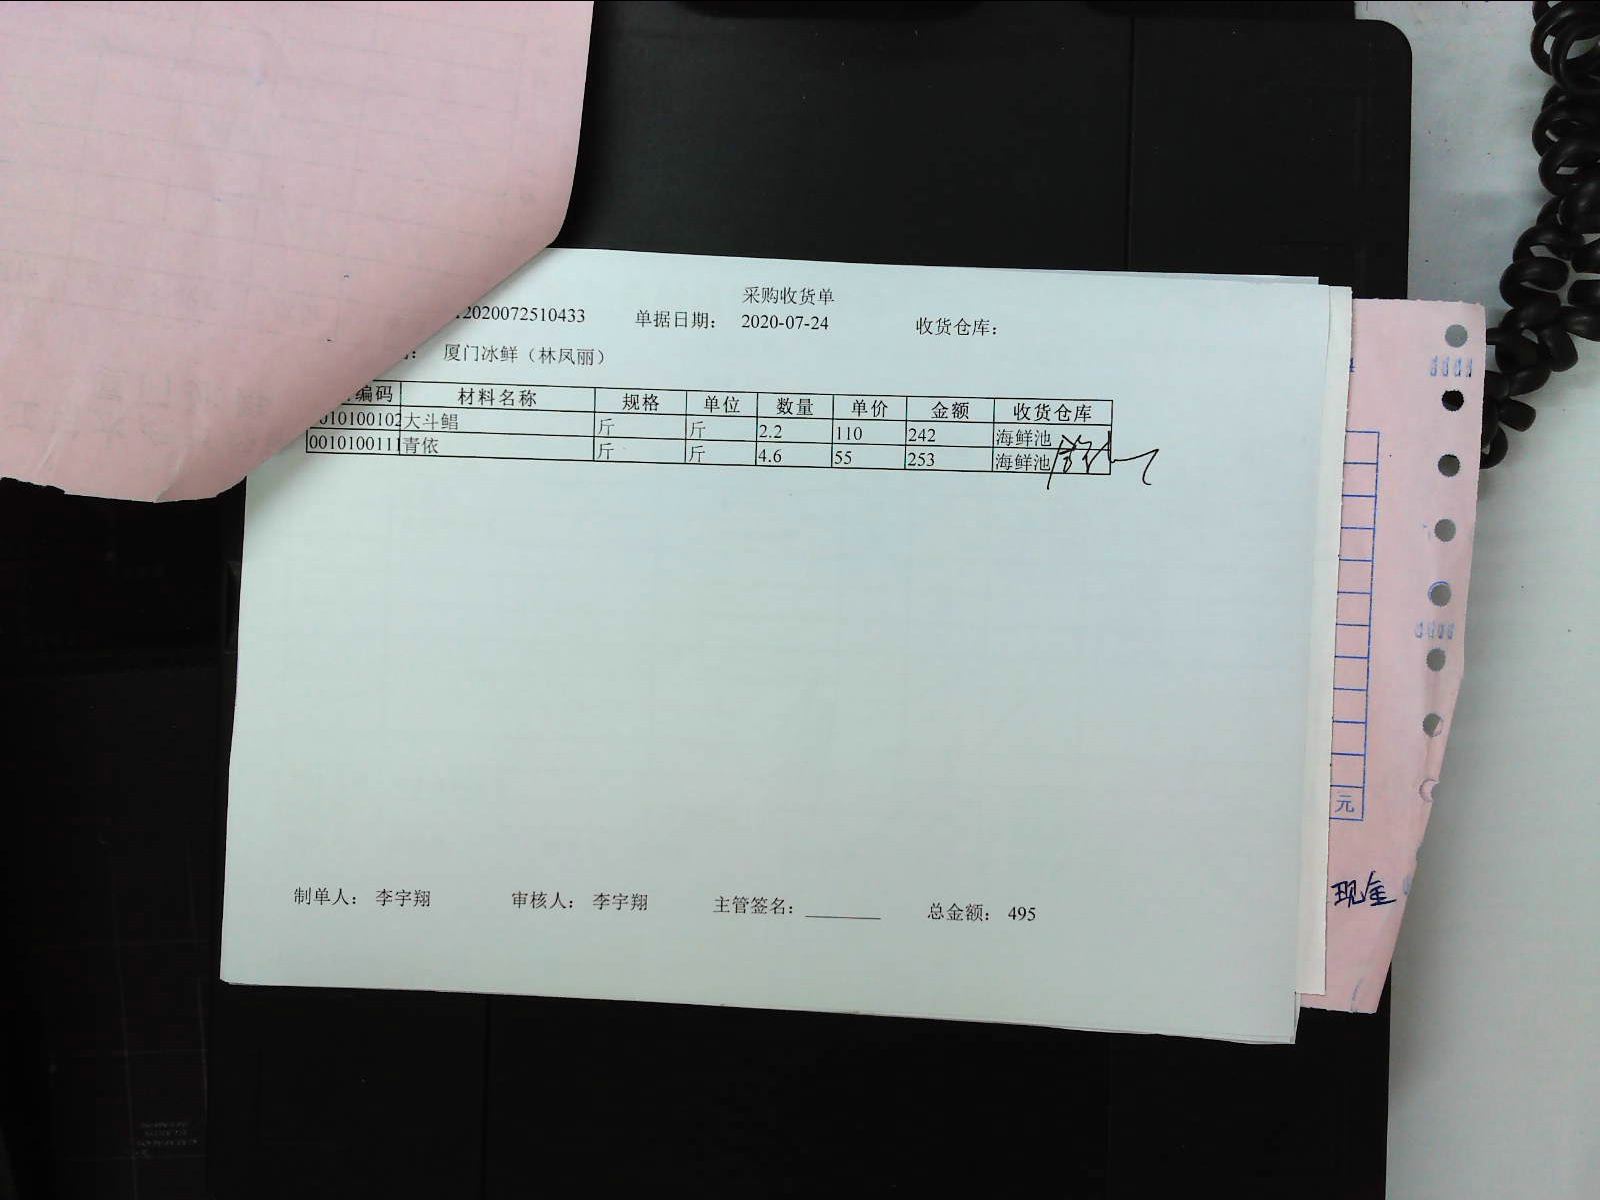 采购收货单
2020072510433 单据日期： 2020-07-24 收货仓库：
： 厦门冰鲜（林凤丽）
编码 材料名称 规格 单位 数量 单价 金额 收货仓库
010100102 大斗鲳 斤 斤 2.2 110 242 海鲜池
0010100111 青依 斤 斤 4.6 55 253 海鲜池
元
现金
制单人： 李宇翔 审核人： 李宇翔 主管签名： 总金额： 495